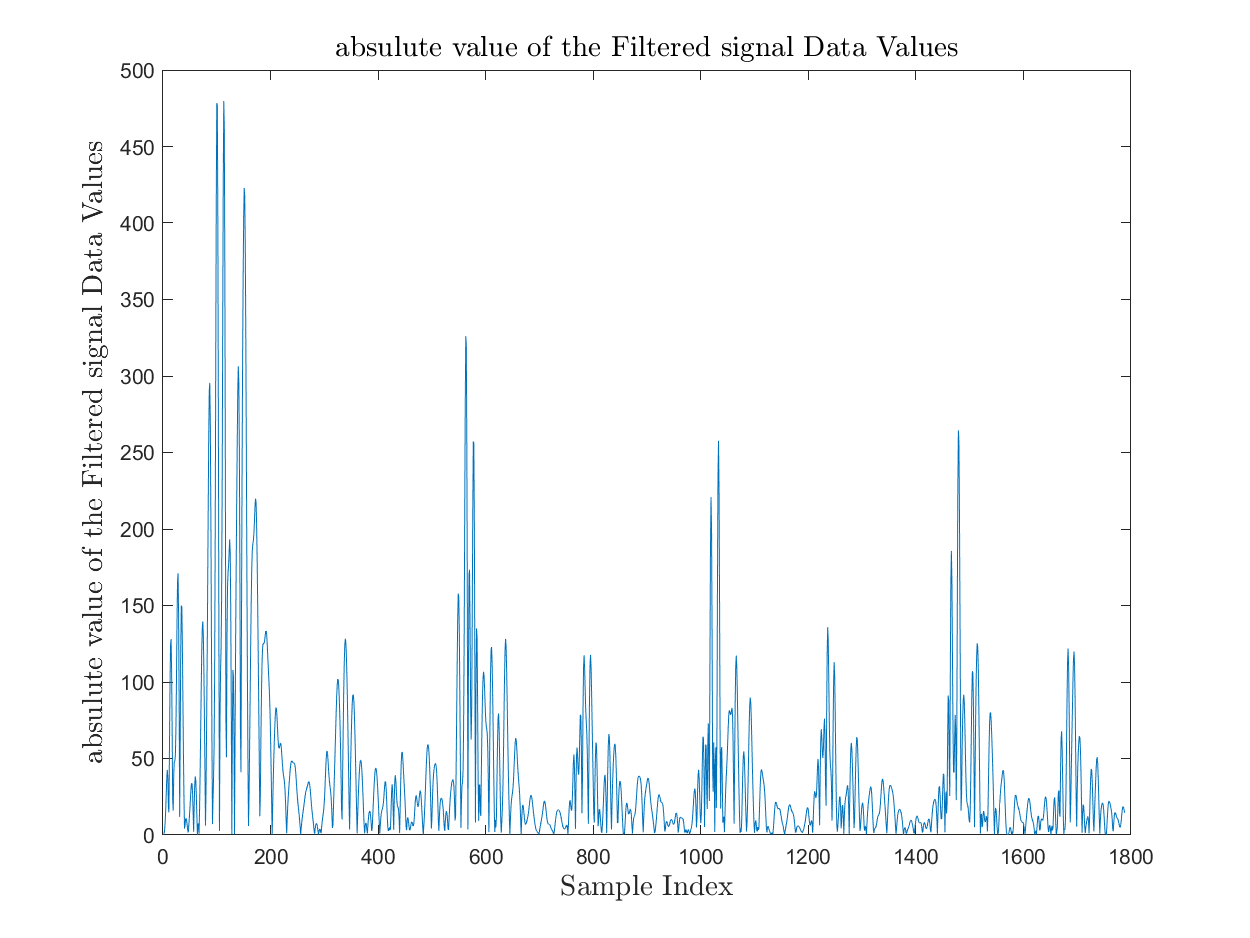 absulute value of the Filtered signal Data Values
absulute value of the Filtered signal Data Values
500
450
400
350
300
250
200
150
100
50
0
0 200 400 600 800 1000 1200 1400 1600 1800
Sample Index